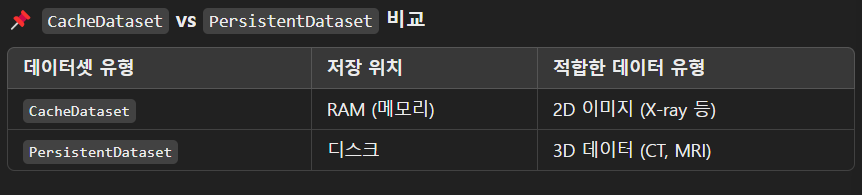 📌 CacheDataset vs PersistentDataset 비교
데이터셋 유형 저장 위치 적합한 데이터 유형
CacheDataset RAM (메모리) 2D 이미지 (X-ray 등)
PersistentDataset 디스크 3D 데이터 (CT, MRI)